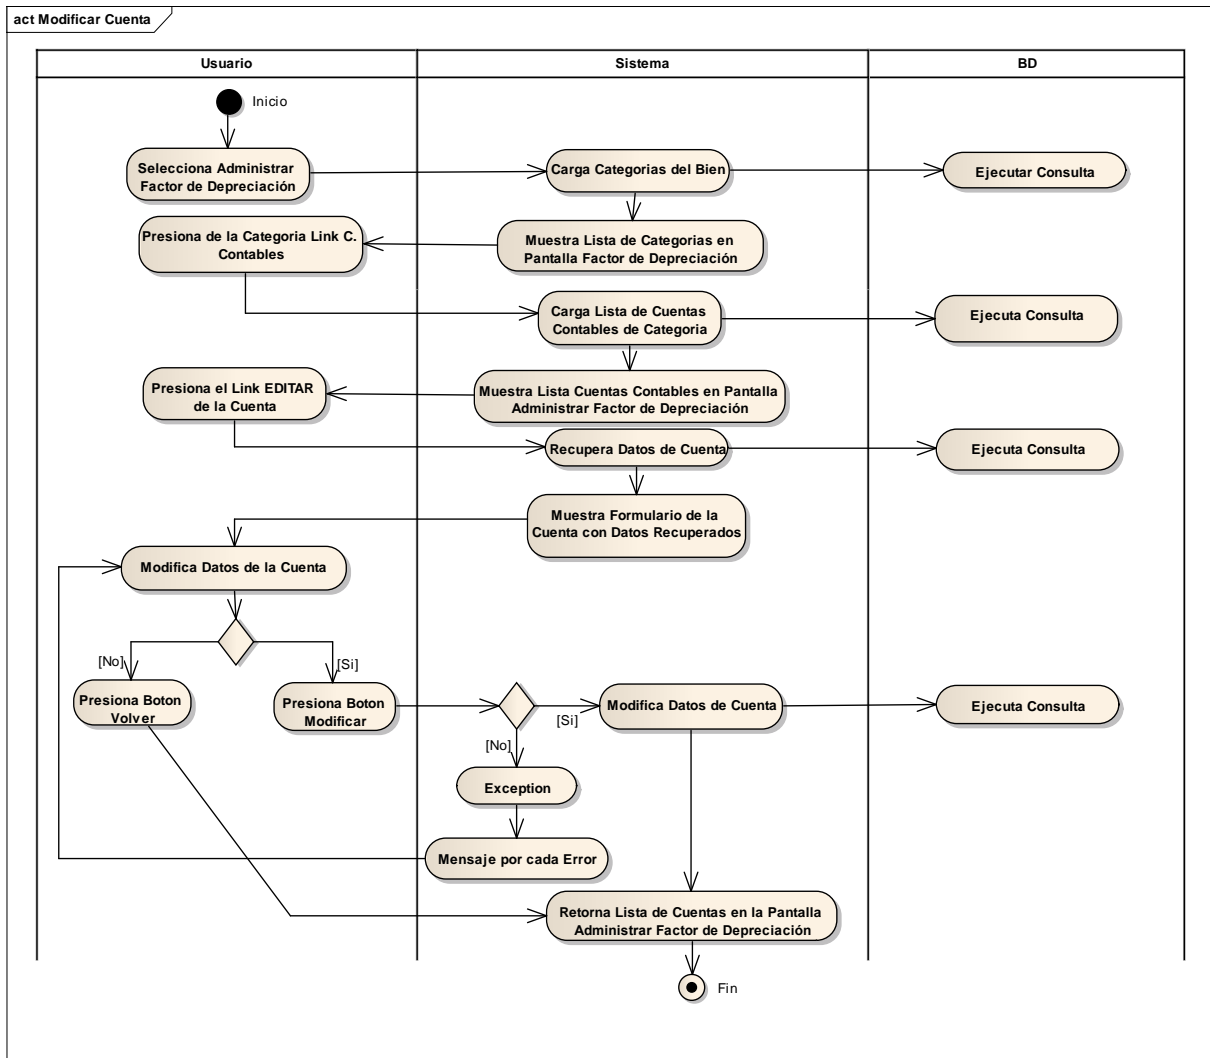 act Modificar Cuenta
Usuario
Sistema
BD
Inicio
Selecciona Administrar
Factor de Depreciación
Carga Categorias del Bien
Ejecutar Consulta
Presiona de la Categoria Link C.
Contables
Muestra Lista de Categorias en
Pantalla Factor de Depreciación
Carga Lista de Cuentas
Contables de Categoria
Ejecuta Consulta
Presiona el Link EDITAR
de la Cuenta
Muestra Lista Cuentas Contables en Pantalla
Administrar Factor de Depreciación
Recupera Datos de Cuenta
Ejecuta Consulta
Muestra Formulario de la
Cuenta con Datos Recuperados
Modifica Datos de la Cuenta
[No]
[Si]
Presiona Boton
Volver
Presiona Boton
Modificar
[Si]
Modifica Datos de Cuenta
Ejecuta Consulta
[No]
Exception
Mensaje por cada Error
Retorna Lista de Cuentas en la Pantalla
Administrar Factor de Depreciación
Fin